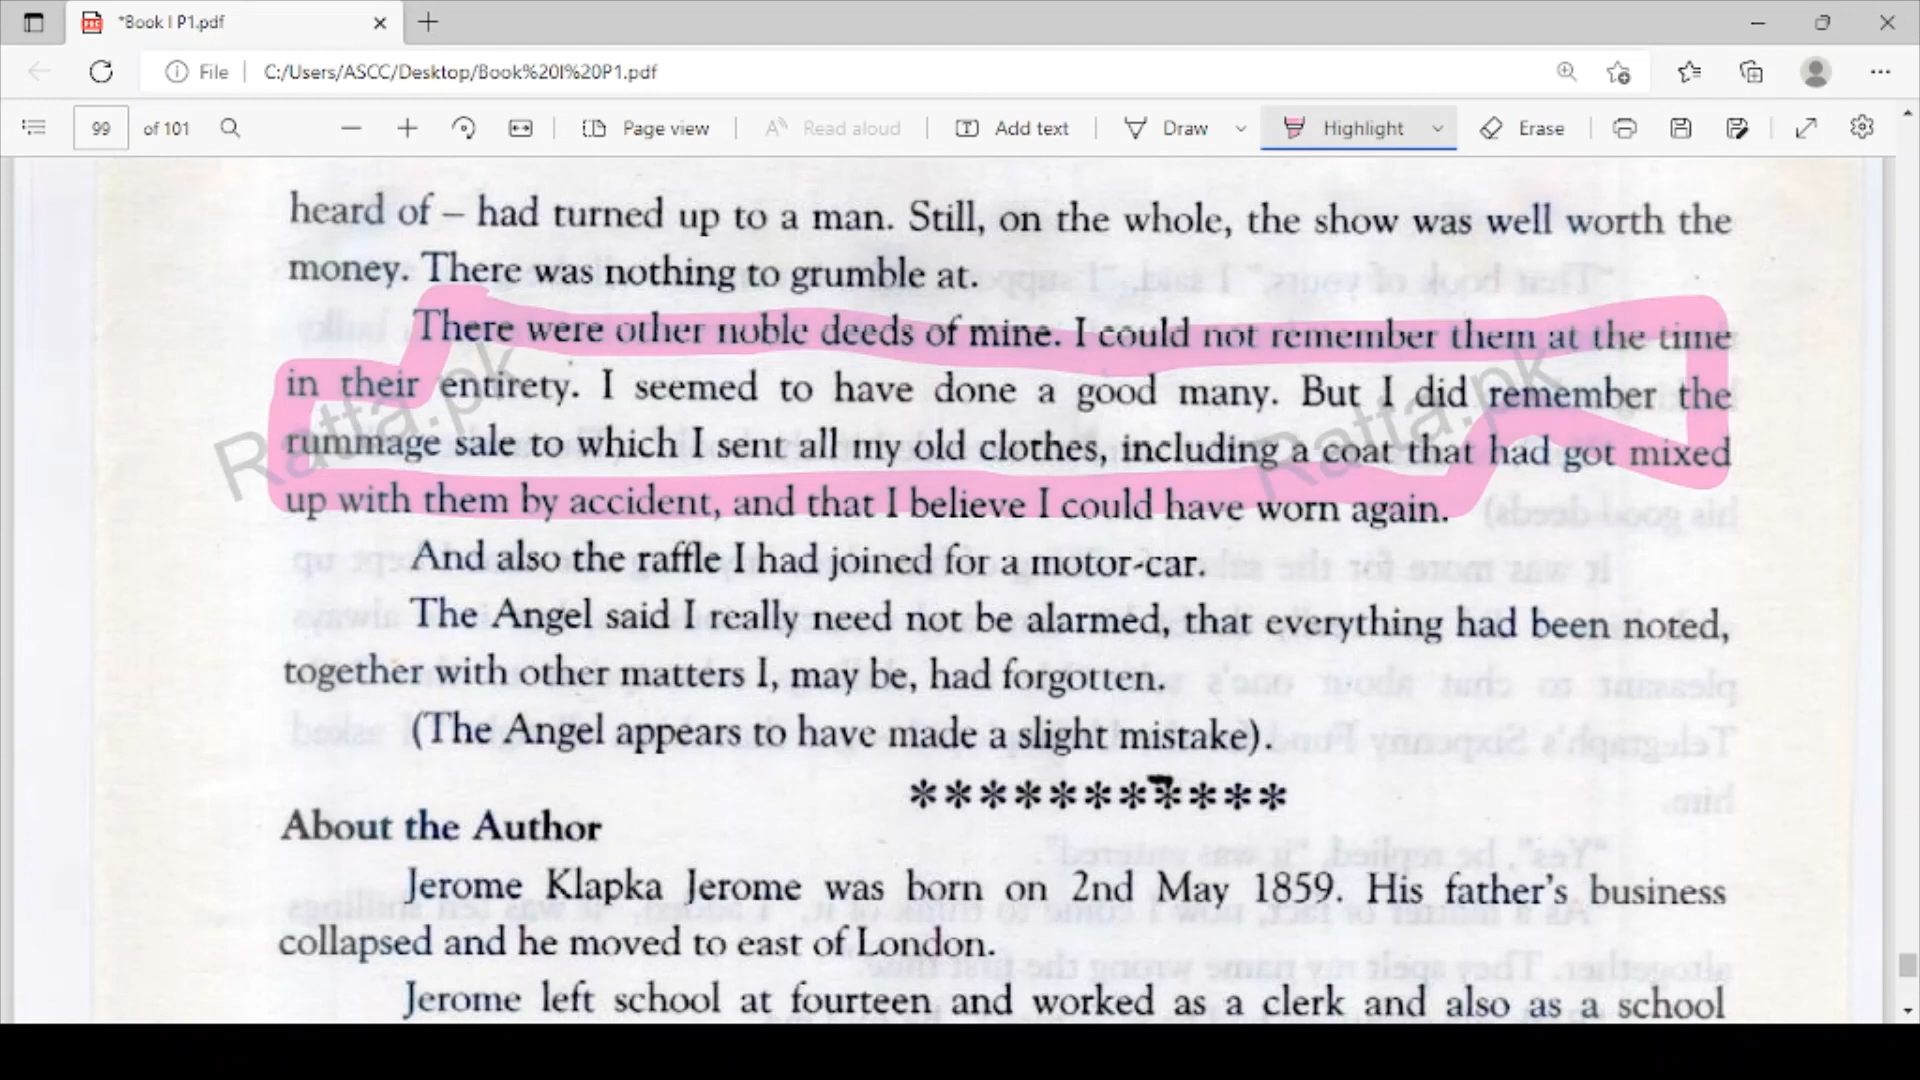 *Book I P1.pdf
File C:/Users/ASCC/Desktop/Book%20I%20P1.pdf
99 of 101 Page view Read aloud Add text Draw Highlight Erase
heard of – had turned up to a man. Still, on the whole, the show was well worth the
money. There was nothing to grumble at.
There were other noble deeds of mine. I could not remember them at the time
in their entirety. I seemed to have done a good many. But I did remember the
rummage sale to which I sent all my old clothes, including a coat that had got mixed
up with them by accident, and that I believe I could have worn again.
And also the raffle I had joined for a motor-car.
The Angel said I really need not be alarmed, that everything had been noted,
together with other matters I, may be, had forgotten.
(The Angel appears to have made a slight mistake).
***********
About the Author
Jerome Klapka Jerome was born on 2nd May 1859. His father's business
collapsed and he moved to east of London.
Jerome left school at fourteen and worked as a clerk and also as a school
Ratta.pk
Ratta.pk